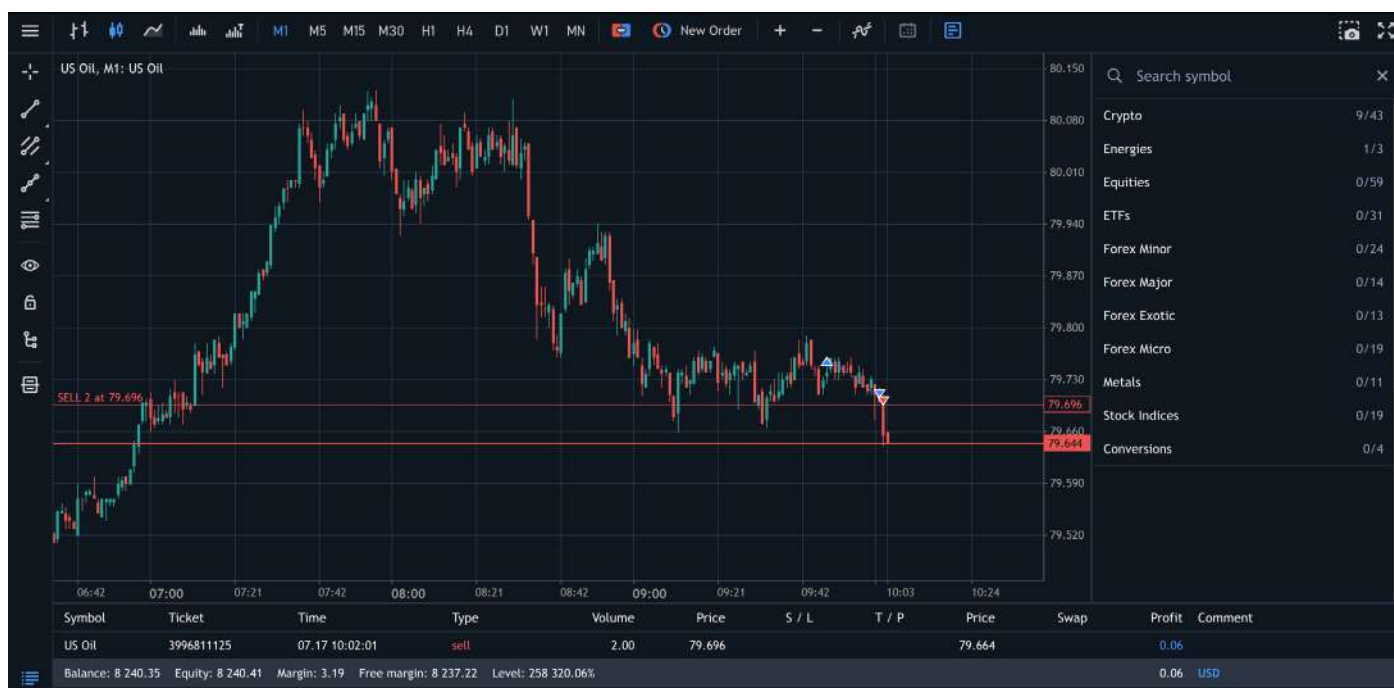 M1 M5 M15 M30 H1 H4 D1 W1 MN New Order
US Oil, M1: US Oil
Search symbol
Crypto 9/43
Energies 1/3
Equities 0/59
ETFs 0/31
Forex Minor 0/24
Forex Major 0/14
Forex Exotic 0/13
Forex Micro 0/19
Metals 0/11
Stock Indices 0/19
Conversions 0/4
80.150
80.080
80.010
79.940
79.870
79.800
79.730
SELL 2 at 79.696
79.696
79.660
79.644
79.590
79.520
06:42 07:00 07:21 07:42 08:00 08:21 08:42 09:00 09:21 09:42 10:03 10:24
Symbol Ticket Time Type Volume Price S / L T / P Price Swap Profit Comment
US Oil 3996811125 07.17 10:02:01 sell 2.00 79.696 79.664 0.06
Balance: 8 240.35 Equity: 8 240.41 Margin: 3.19 Free margin: 8 237.22 Level: 258 320.06% 0.06 USD